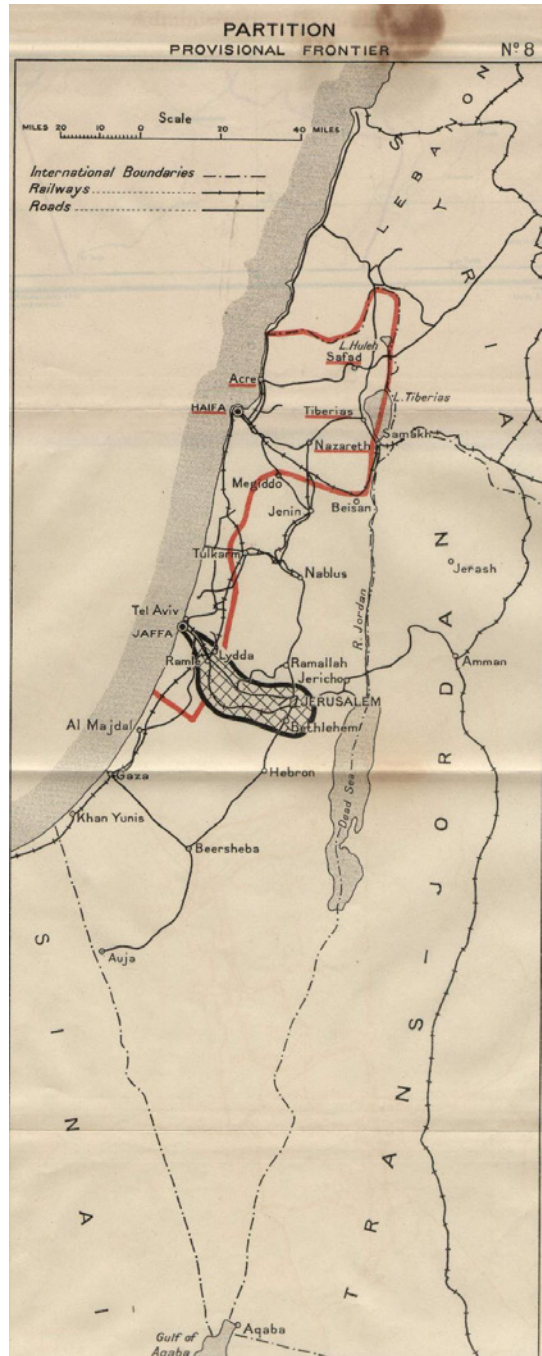 PARTITION
PROVISIONAL FRONTIER
Nº 8
Scale
MILES 20 10 0 20 40 MILES
International Boundaries
Railways
Roads
LEBANON
SYRIA
L. Huleh
Safad
Acre
L. Tiberias
HAIFA
Tiberias
Samakh
Nazareth
Megiddo
Beisan
Jenin
Tulkarm
Jerash
Nablus
R. Jordan
Tel Aviv
JAFFA
Lydda
Ramle
Ramallah
Amman
Jericho
JERUSALEM
Al Majdal
Bethlehem
Gaza
Hebron
Dead Sea
Khan Yunis
Beersheba
Auja
TRANS-JORDAN
SINAI
Aqaba
Gulf of
Aqaba